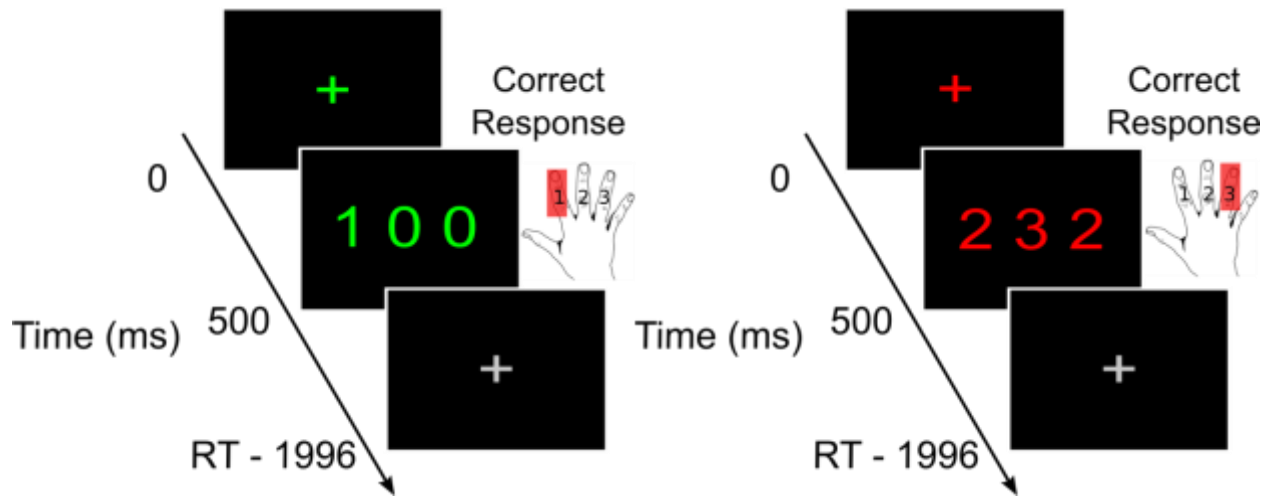 +
Correct
Response
0
1 0 0
1 2 3
Time (ms)
500
+
RT - 1996
+
Correct
Response
0
2 3 2
1 2 3
Time (ms)
500
+
RT - 1996